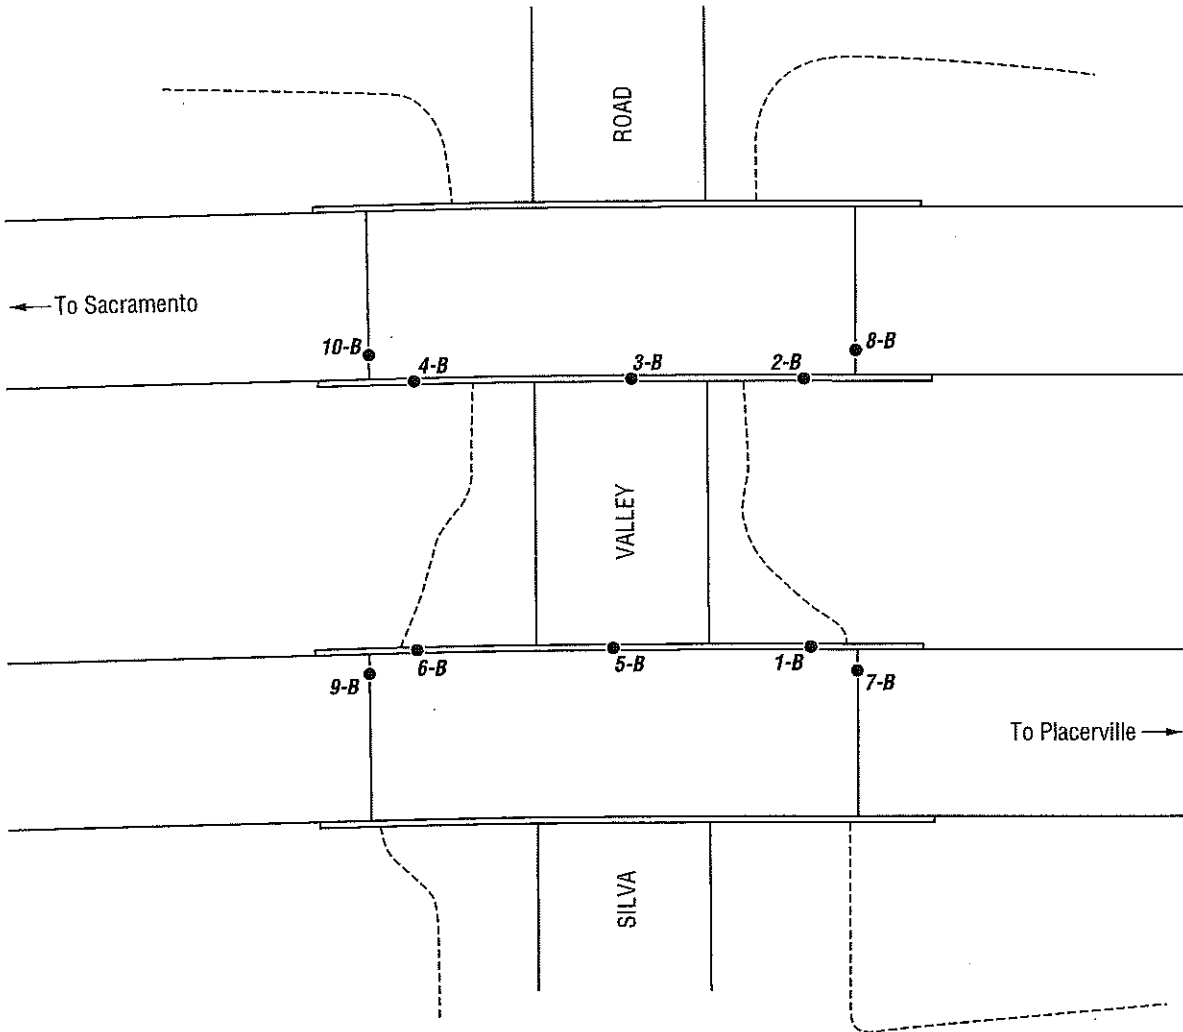 ROAD
← To Sacramento
10-B
8-B
4-B
3-B
2-B
VALLEY
6-B
5-B
1-B
9-B
7-B
To Placerville →
SILVA